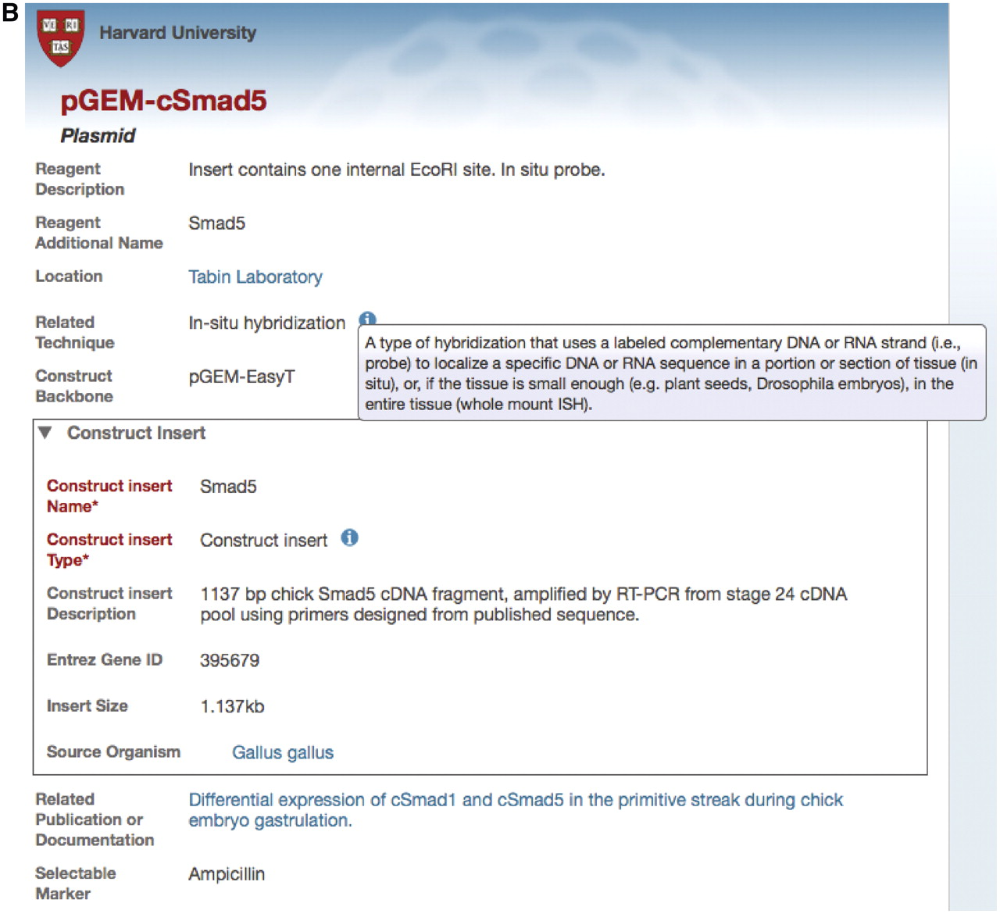 B
VE RI
TAS
Harvard University
pGEM-cSmad5
Plasmid
Reagent
Description
Insert contains one internal EcoRI site. In situ probe.
Reagent
Additional Name
Smad5
Location
Tabin Laboratory
Related
Technique
In-situ hybridization
i
A type of hybridization that uses a labeled complementary DNA or RNA strand (i.e.,
probe) to localize a specific DNA or RNA sequence in a portion or section of tissue (in
situ), or, if the tissue is small enough (e.g. plant seeds, Drosophila embryos), in the
entire tissue (whole mount ISH).
Construct
Backbone
pGEM-EasyT
Construct Insert
Construct insert
Name*
Smad5
Construct insert
Type*
Construct insert
i
Construct insert
Description
1137 bp chick Smad5 cDNA fragment, amplified by RT-PCR from stage 24 cDNA
pool using primers designed from published sequence.
Entrez Gene ID
395679
Insert Size
1.137kb
Source Organism
Gallus gallus
Related
Publication or
Documentation
Differential expression of cSmad1 and cSmad5 in the primitive streak during chick
embryo gastrulation.
Selectable
Marker
Ampicillin